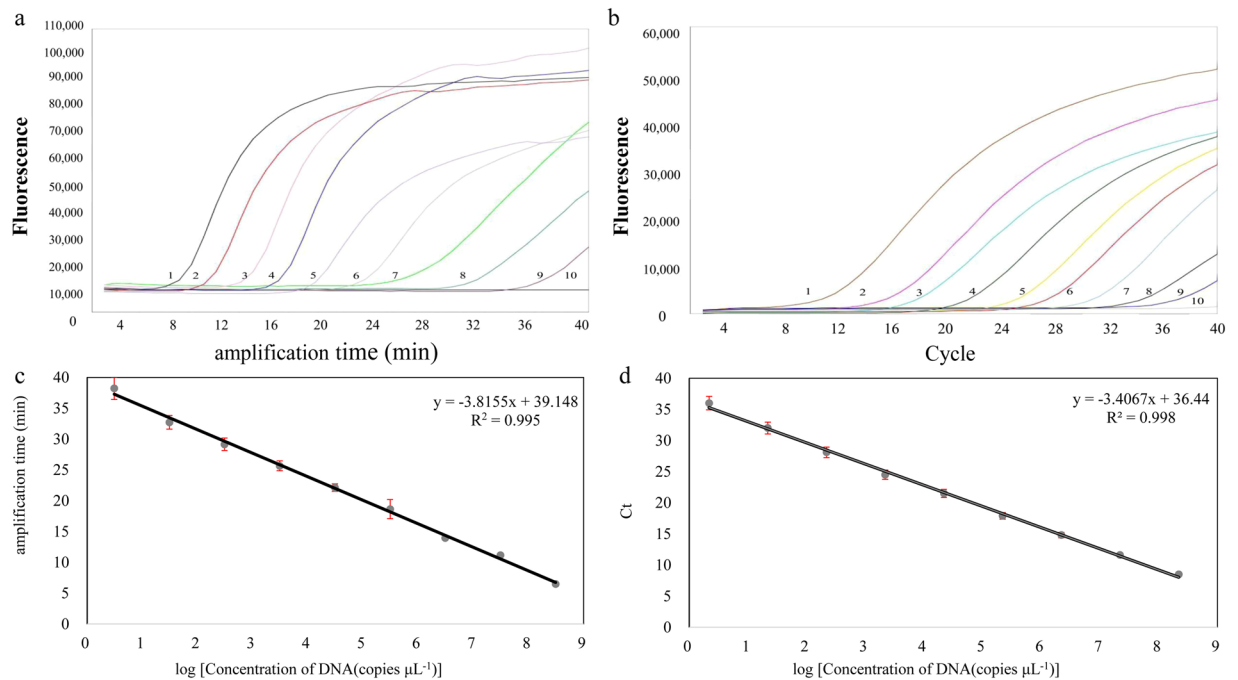 a
110,000
100,000
90,000
80,000
70,000
60,000
50,000
40,000
30,000
20,000
10,000
0
Fluorescence
1 2 3 4 5 6 7 8 9 10
4 8 12 16 20 24 28 32 36 40
amplification time (min)
b
60,000
50,000
40,000
30,000
20,000
10,000
0
Fluorescence
1 2 3 4 5 6 7 8 9 10
4 8 12 16 20 24 28 32 36 40
Cycle
c
40
35
30
25
20
15
10
5
0
amplification time (min)
y = -3.8155x + 39.148
R² = 0.995
0 1 2 3 4 5 6 7 8 9
log [Concentration of DNA(copies μL⁻¹)]
d
40
35
30
25
20
15
10
5
0
Ct
y = -3.4067x + 36.44
R² = 0.998
0 1 2 3 4 5 6 7 8 9
log [Concentration of DNA(copies μL⁻¹)]